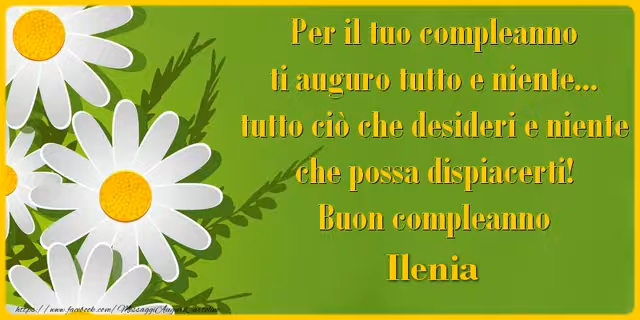 Per il tuo compleanno
ti auguro tutto e niente...
tutto ciò che desideri e niente
che possa dispiacerti!
Buon compleanno
Ilenia